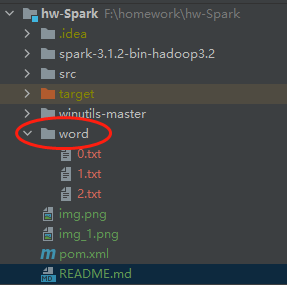 hw-Spark F:\homework\hw-Spark
.idea
spark-3.1.2-bin-hadoop3.2
src
target
winutils-master
word
0.txt
1.txt
2.txt
img.png
img_1.png
pom.xml
README.md